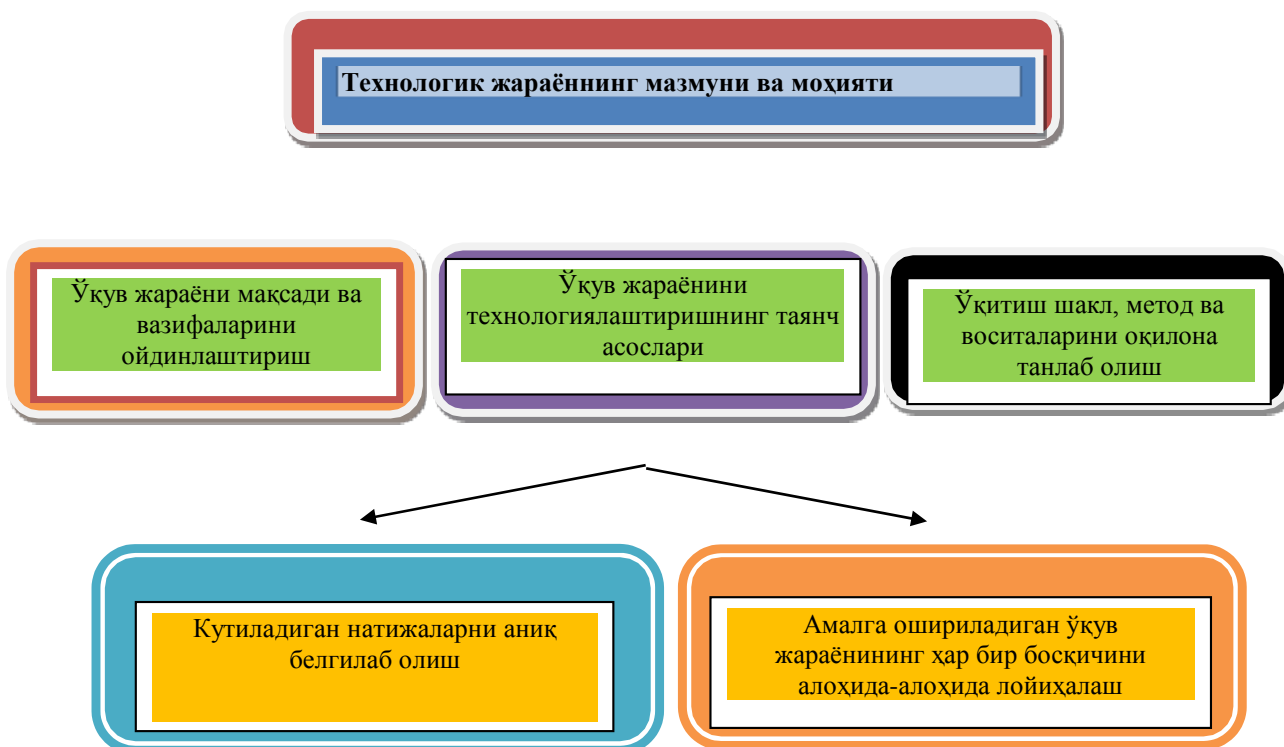 Технологик жараённинг мазмуни ва моҳияти
Ўқув жараёни мақсади ва
вазифаларини
ойдинлаштириш
Ўқув жараёнини
технологиялаштиришнинг таянч
асослари
Ўқитиш шакл, метод ва
воситаларини оқилона
танлаб олиш
Кутиладиган натижаларни аниқ
белгилаб олиш
Амалга ошириладиган ўқув
жараёнининг ҳар бир босқичини
алоҳида-алоҳида лойиҳалаш